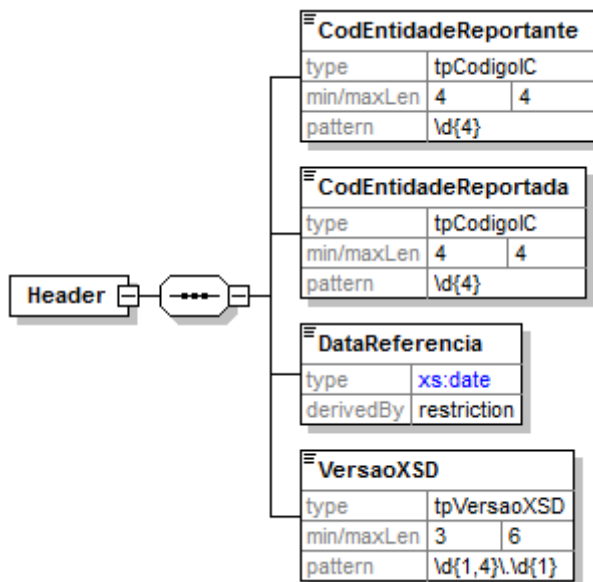 CodEntidadeReportante
type tpCodigoIC
min/maxLen 4 4
pattern \d{4}
CodEntidadeReportada
type tpCodigoIC
min/maxLen 4 4
pattern \d{4}
Header
DataReferencia
type xs:date
derivedBy restriction
VersaoXSD
type tpVersaoXSD
min/maxLen 3 6
pattern \d{1,4}\.\d{1}